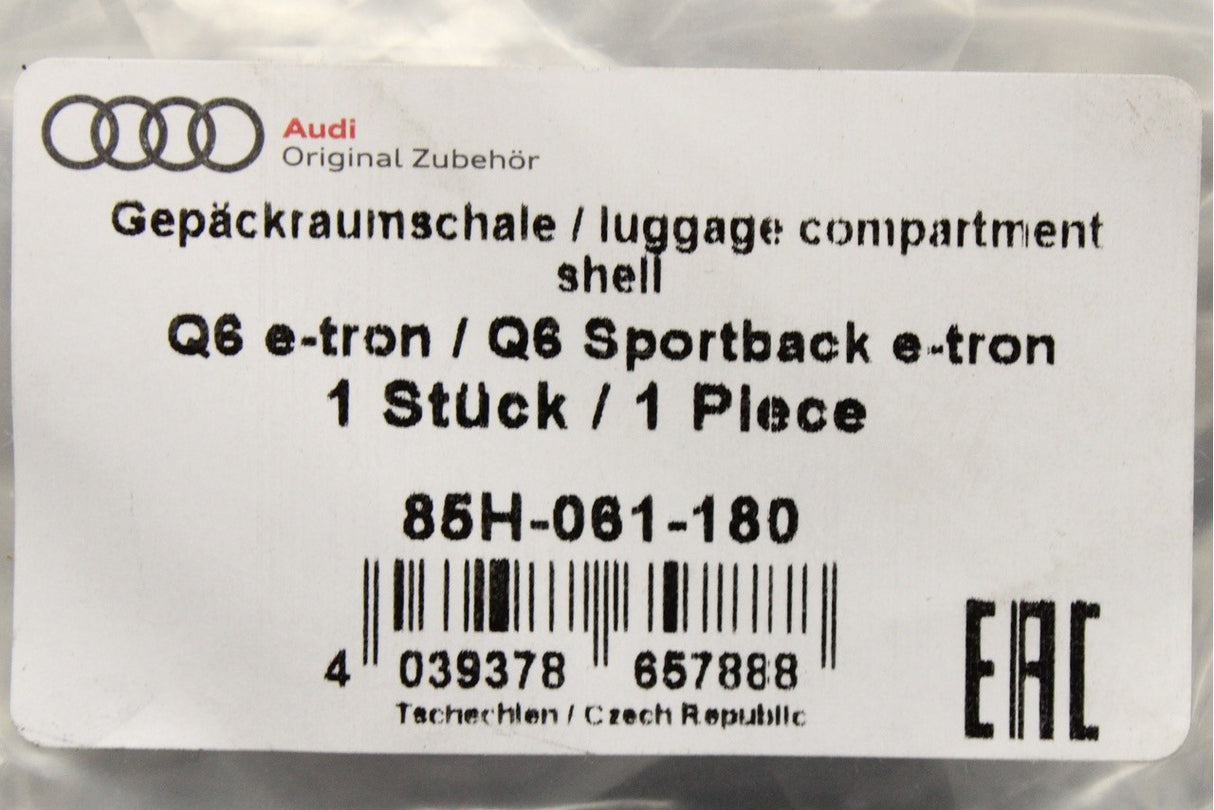 Audi
Original Zubehör
Gepäckraumschale / luggage compartment
shell
Q6 e-tron / Q6 Sportback e-tron
1 Stück / 1 Piece
85H-061-180
4 039378 657888
Tschechien / Czech Republic
EAC